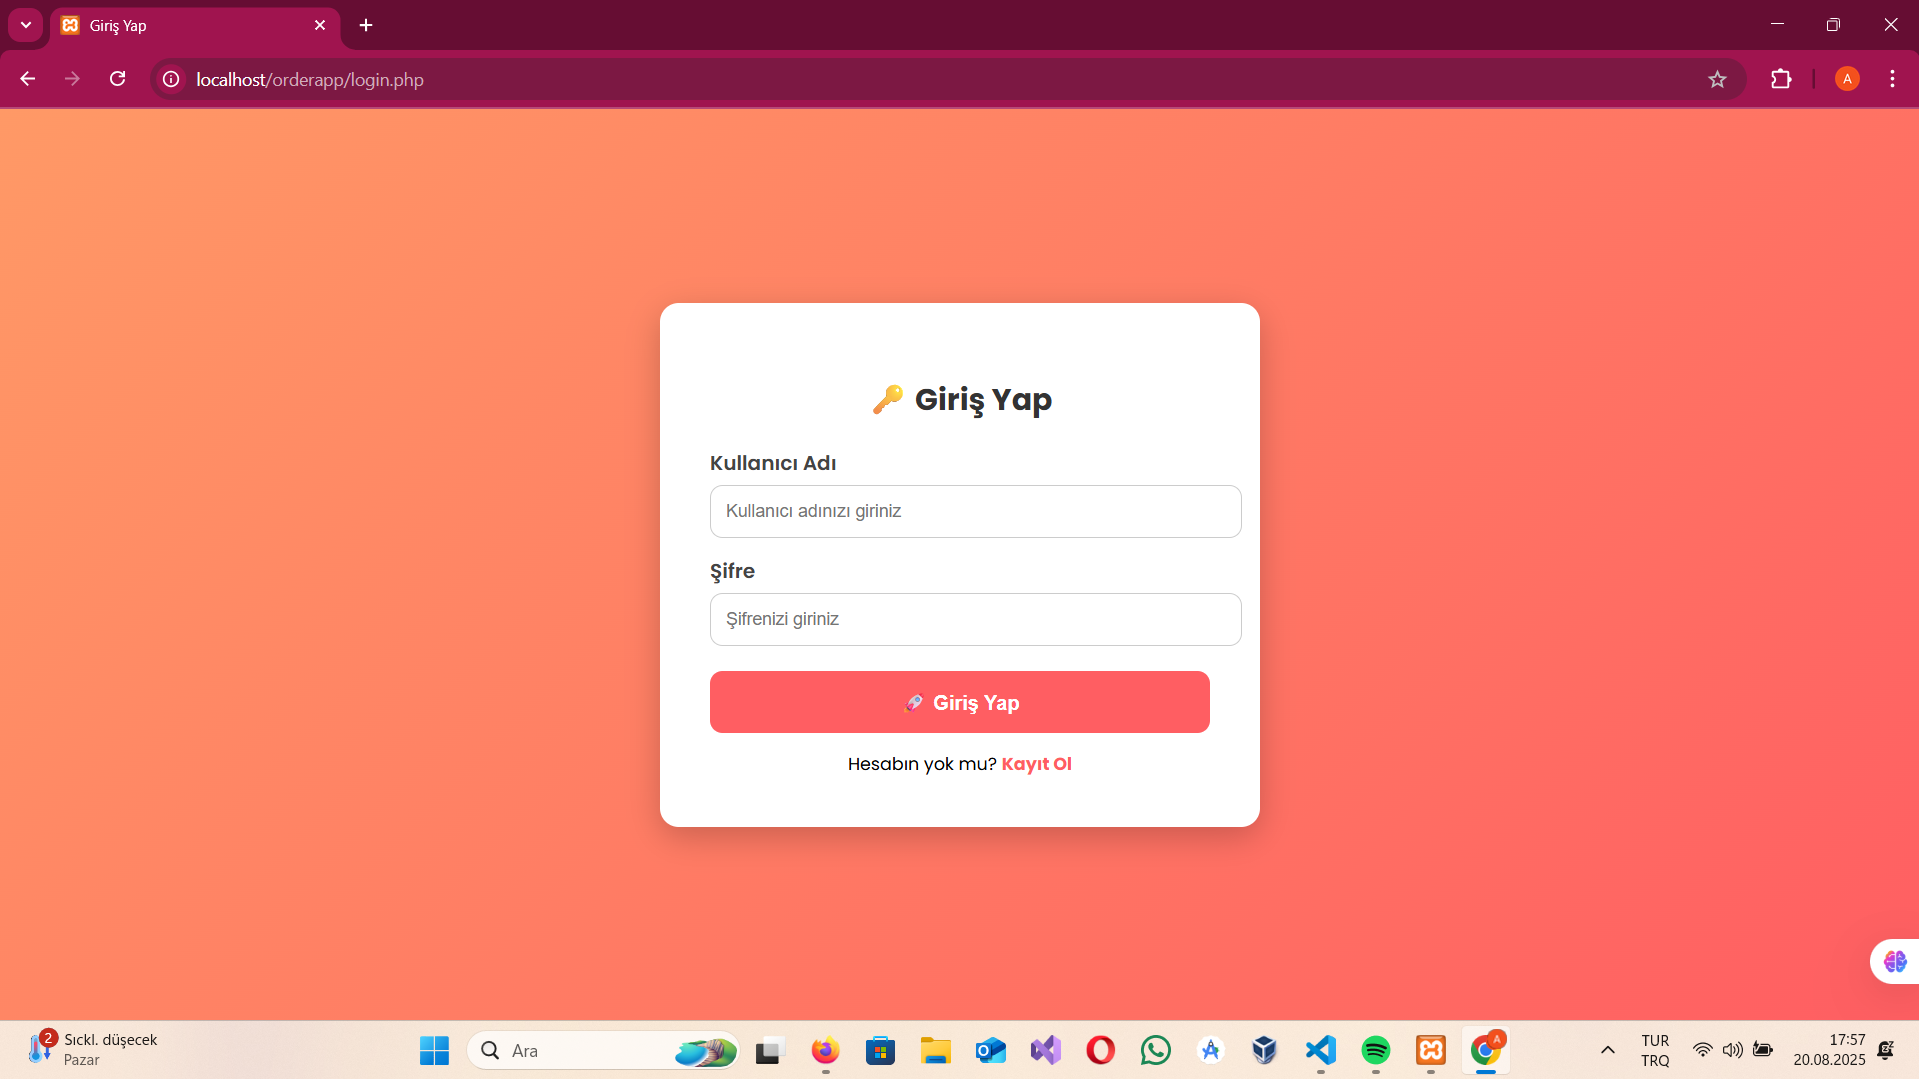 Giriş Yap
localhost/orderapp/login.php
A
🔑 Giriş Yap
Kullanıcı Adı
Kullanıcı adınızı giriniz
Şifre
Şifrenizi giriniz
🚀 Giriş Yap
Hesabın yok mu? Kayıt Ol
2
Sıckl. düşecek
Pazar
Ara
A
TUR
TRQ
17:57
20.08.2025